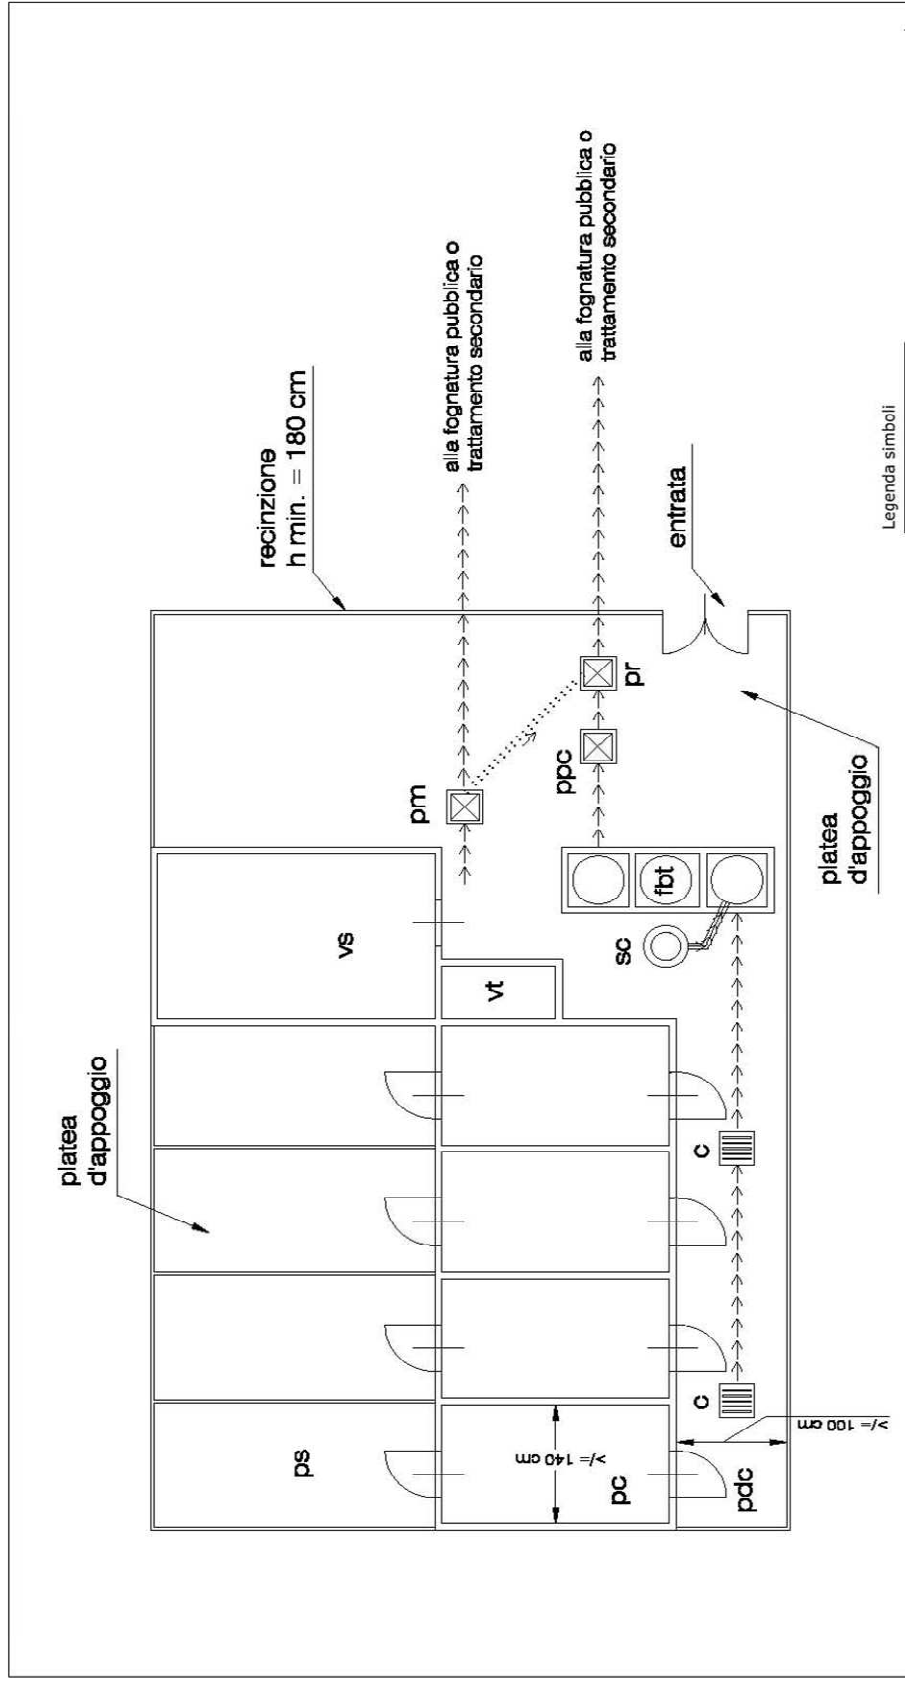 platea
d'appoggio
recinzione
h min. = 180 cm
alla fognatura pubblica o
trattamento secondario
alla fognatura pubblica o
trattamento secondario
entrata
platea
d'appoggio
ps
vs
pm
vt
pc
>/= 140 cm
sc
fbt
ppc
pr
c
c
pdc
>/= 100 cm
Legenda simboli